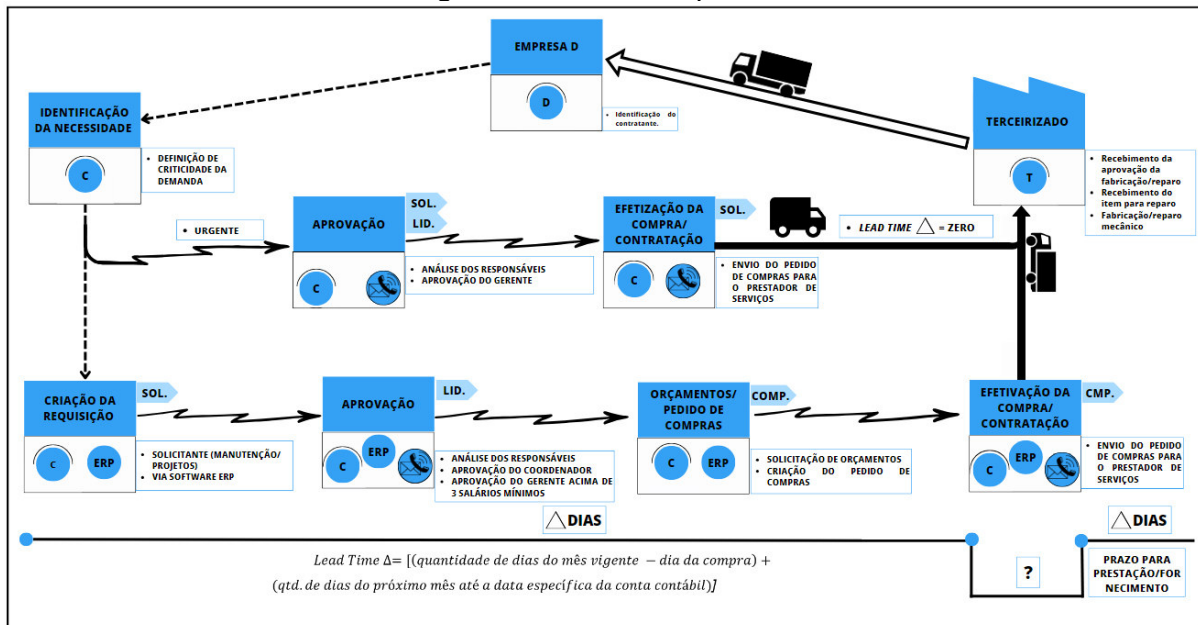 EMPRESA D
D
• Identificação do
contratante.
IDENTIFICAÇÃO
DA NECESSIDADE
C
• DEFINIÇÃO DE
CRITICIDADE DA
DEMANDA
TERCEIRIZADO
T
• Recebimento da
aprovação da
fabricação/reparo
• Recebimento do
item para reparo
• Fabricação/reparo
mecânico
• URGENTE
APROVAÇÃO
SOL.
LID.
C
• ANÁLISE DOS RESPONSÁVEIS
• APROVAÇÃO DO GERENTE
EFETIZAÇÃO DA
COMPRA/
CONTRATAÇÃO
SOL.
C
• ENVIO DO PEDIDO
DE COMPRAS PARA
O PRESTADOR DE
SERVIÇOS
• LEAD TIME △ = ZERO
CRIAÇÃO DA
REQUISIÇÃO
SOL.
C
ERP
• SOLICITANTE (MANUTENÇÃO/
PROJETOS)
• VIA SOFTWARE ERP
APROVAÇÃO
LID.
C
ERP
• ANÁLISE DOS RESPONSÁVEIS
• APROVAÇÃO DO COORDENADOR
• APROVAÇÃO DO GERENTE ACIMA DE
3 SALÁRIOS MÍNIMOS
ORÇAMENTOS/
PEDIDO DE
COMPRAS
COMP.
C
ERP
• SOLICITAÇÃO DE ORÇAMENTOS
• CRIAÇÃO DO PEDIDO DE
COMPRAS
EFETIVAÇÃO DA
COMPRA/
CONTRATAÇÃO
CMP.
C
ERP
• ENVIO DO PEDIDO
DE COMPRAS PARA
O PRESTADOR DE
SERVIÇOS
△ DIAS
△ DIAS
Lead Time Δ= [(quantidade de dias do mês vigente − dia da compra) +
(qtd. de dias do próximo mês até a data específica da conta contábil)]
?
PRAZO PARA
PRESTAÇÃO/FOR
NECIMENTO